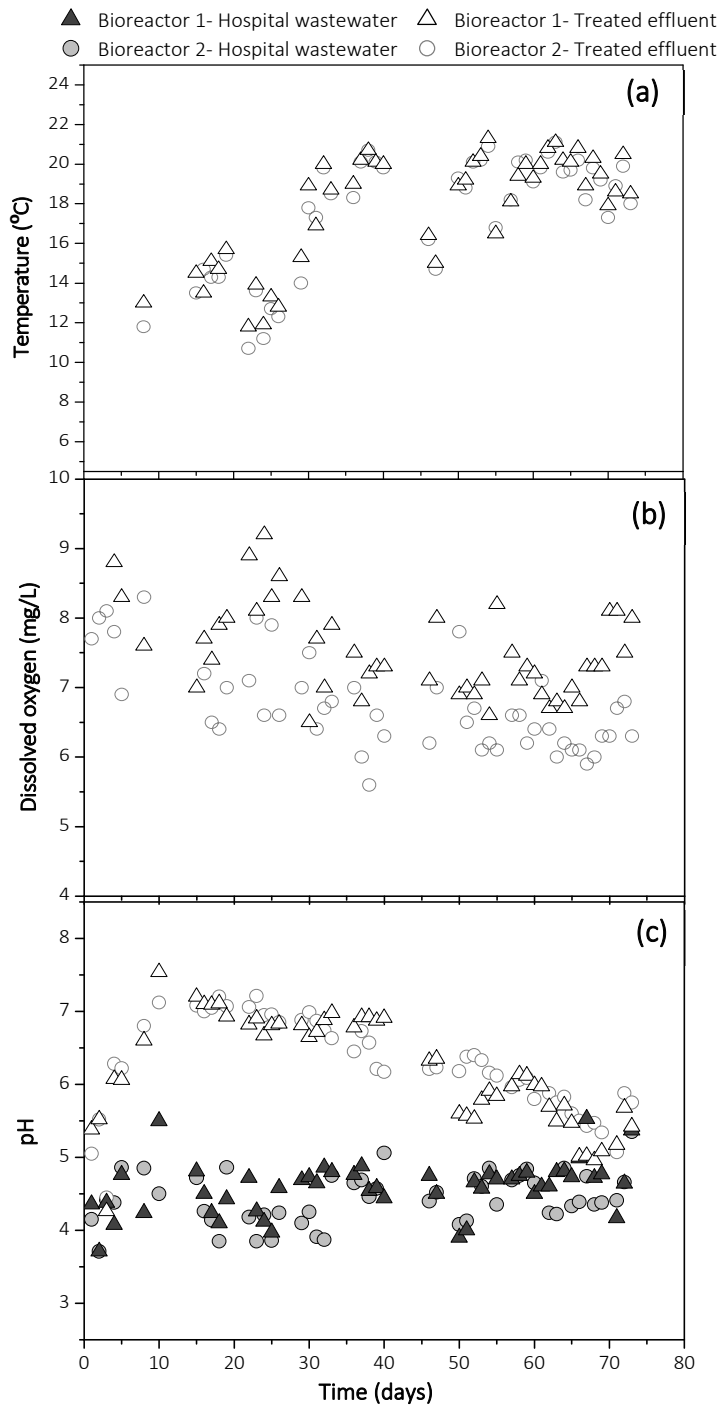 Bioreactor 1- Hospital wastewater Bioreactor 1- Treated effluent
Bioreactor 2- Hospital wastewater Bioreactor 2- Treated effluent
(a)
24
22
20
18
16
14
12
10
8
6
Temperature (ºC)
(b)
10
9
8
7
6
5
4
Dissolved oxygen (mg/L)
(c)
8
7
6
5
4
3
pH
0 10 20 30 40 50 60 70 80
Time (days)